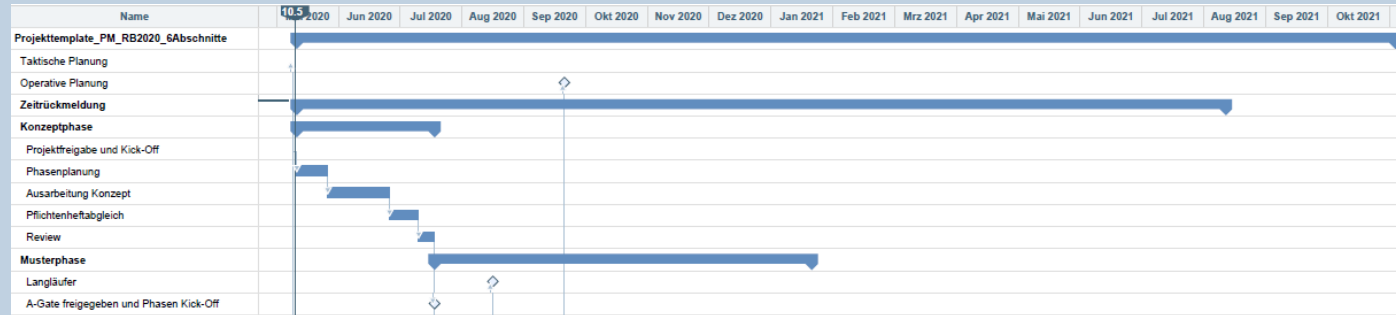 Name 10.5 2020 Jun 2020 Jul 2020 Aug 2020 Sep 2020 Okt 2020 Nov 2020 Dez 2020 Jan 2021 Feb 2021 Mrz 2021 Apr 2021 Mai 2021 Jun 2021 Jul 2021 Aug 2021 Sep 2021 Okt 2021
Projekttemplate_PM_RB2020_6Abschnitte
Taktische Planung
Operative Planung
Zeitrückmeldung
Konzeptphase
Projektfreigabe und Kick-Off
Phasenplanung
Ausarbeitung Konzept
Pflichtenheftabgleich
Review
Musterphase
Langläufer
A-Gate freigegeben und Phasen Kick-Off